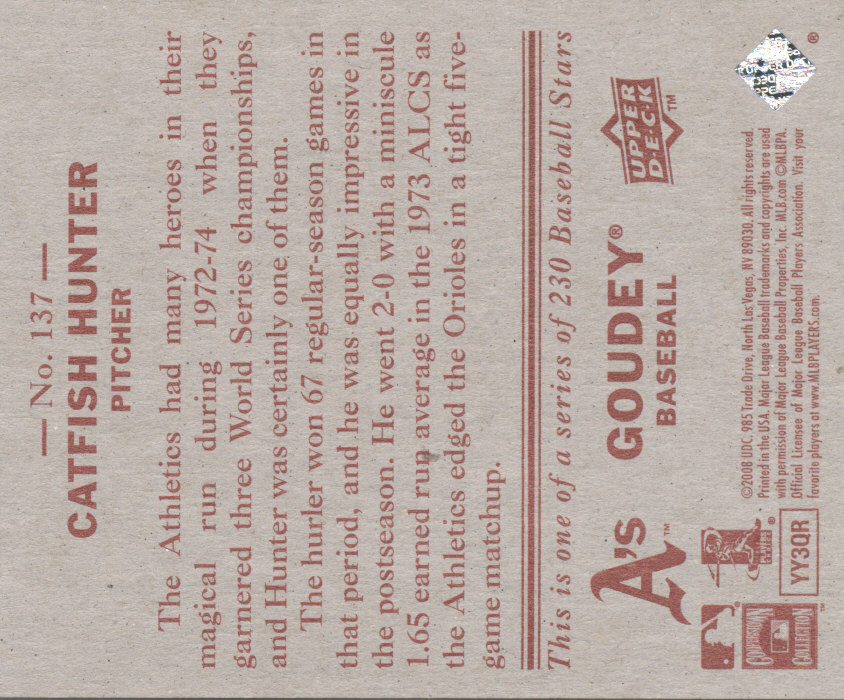 No. 137
CATFISH HUNTER
PITCHER
The Athletics had many heroes in their
magical run during 1972-74 when they
garnered three World Series championships,
and Hunter was certainly one of them.
The hurler won 67 regular-season games in
that period, and he was equally impressive in
the postseason. He went 2-0 with a miniscule
1.65 earned run average in the 1973 ALCS as
the Athletics edged the Orioles in a tight five-
game matchup.
This is one of a series of 230 Baseball Stars
A's ™
GOUDEY®
BASEBALL
UPPER
DECK™
COOPERSTOWN
COLLECTION™
YY3QR
©2008 UDC, 985 Trade Drive, North Las Vegas, NV 89030. All rights reserved.
Printed in the USA. Major League Baseball trademarks and copyrights are used
with permission of Major League Baseball Properties, Inc. MLB.com ©MLBPA.
Official Licensee of Major League Baseball Players Association. Visit your
favorite players at www.MLBPLAYERS.com.